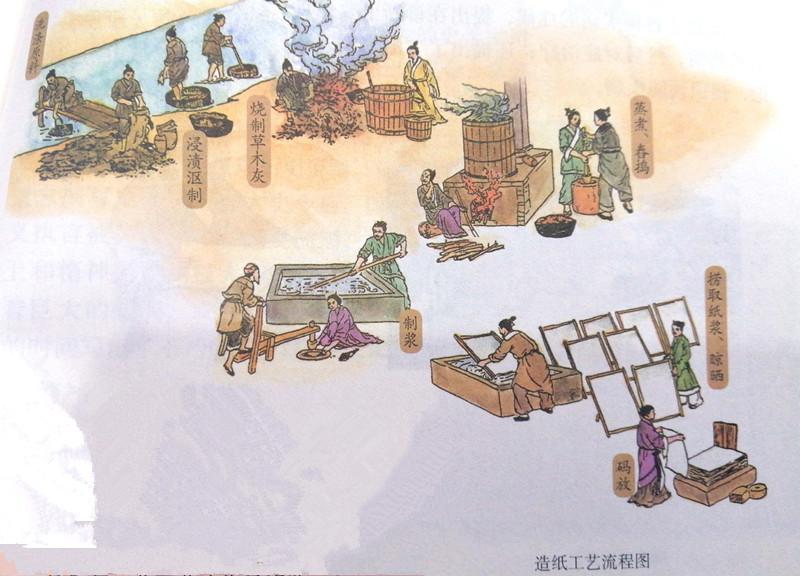 浸渍沤制
烧制草木灰
蒸煮、舂捣
制浆
捞取纸浆、晾晒
码放
造纸工艺流程图